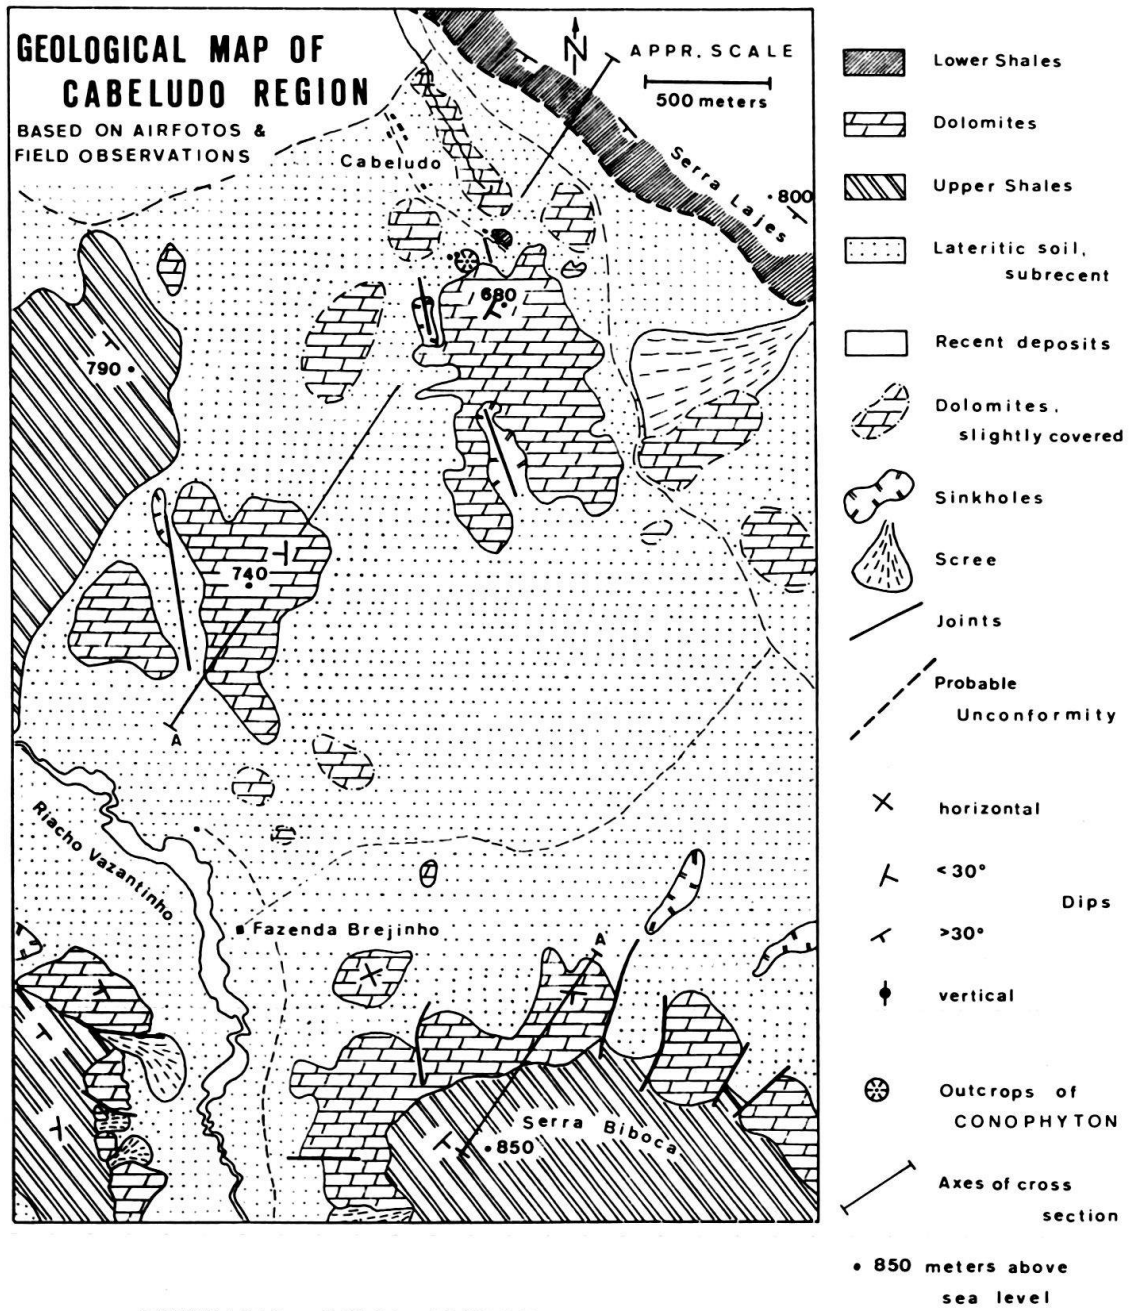 GEOLOGICAL MAP OF
CABELUDO REGION
BASED ON AIRFOTOS &
FIELD OBSERVATIONS
N
APPR. SCALE
500 meters
Cabeludo
Serra Lajes
800
680
790
740
A
Riacho Vazantinho
Fazenda Brejinho
A
Serra Biboca
850
Lower Shales
Dolomites
Upper Shales
Lateritic soil,
subrecent
Recent deposits
Dolomites,
slightly covered
Sinkholes
Scree
Joints
Probable
Unconformity
horizontal
<30°
Dips
>30°
vertical
Outcrops of
CONOPHYTON
Axes of cross
section
• 850 meters above
sea level